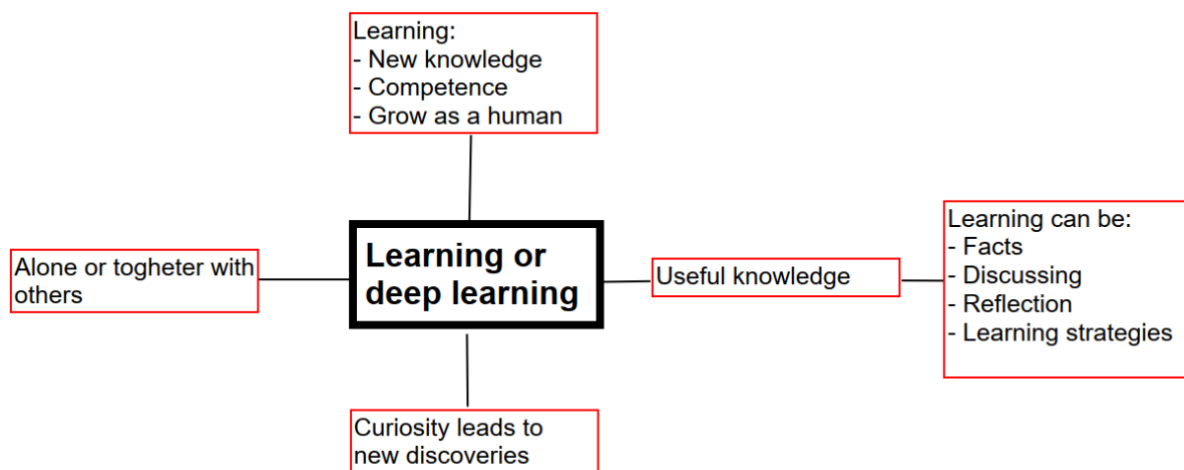 Learning:
- New knowledge
- Competence
- Grow as a human
Learning or
deep learning
Alone or togheter with
others
Useful knowledge
Learning can be:
- Facts
- Discussing
- Reflection
- Learning strategies
Curiosity leads to
new discoveries